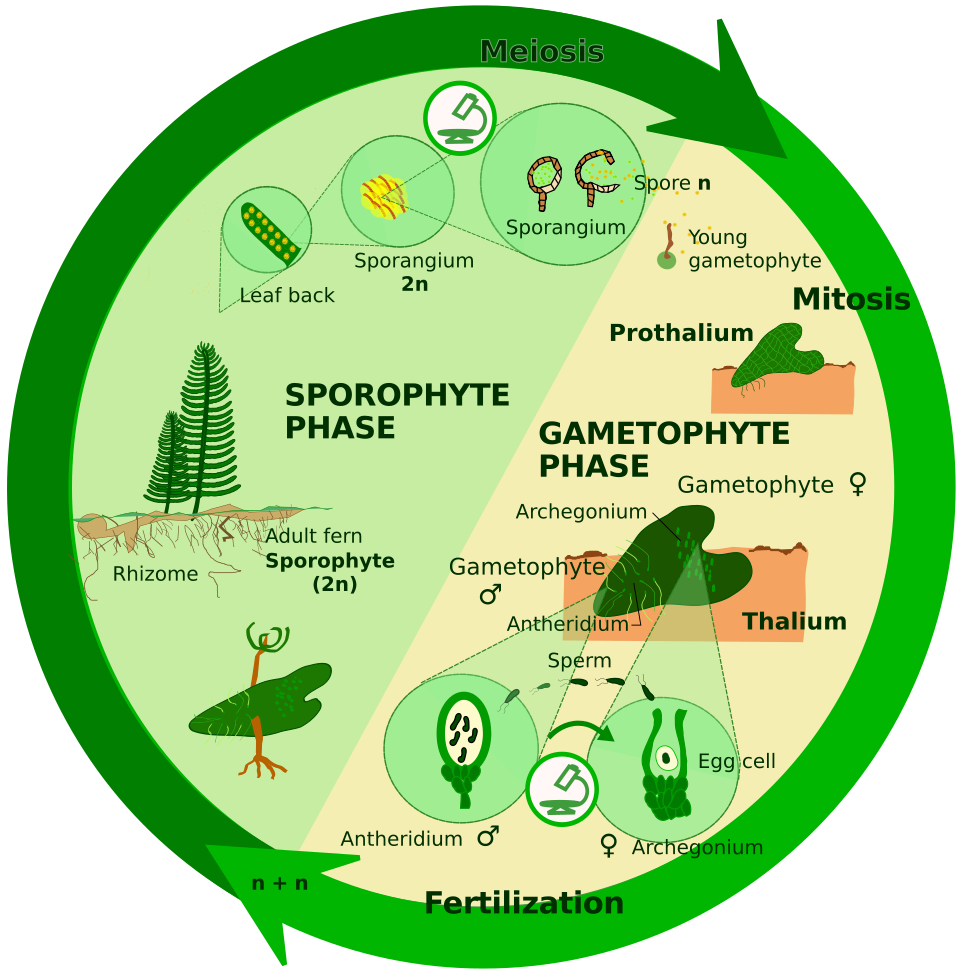 Meiosis
Spore n
Sporangium
Young
gametophyte
Sporangium
2n
Leaf back
Mitosis
Prothalium
SPOROPHYTE
PHASE
GAMETOPHYTE
PHASE
Gametophyte ♀
Archegonium
Adult fern
Sporophyte
(2n)
Rhizome
Gametophyte
♂
Antheridium
Thalium
Sperm
Egg cell
Antheridium ♂
♀ Archegonium
n + n
Fertilization